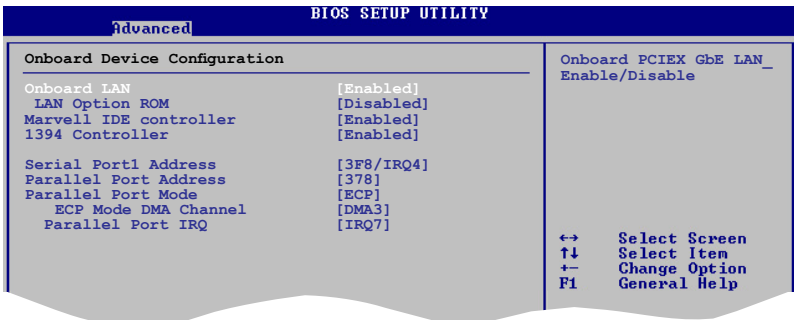 BIOS SETUP UTILITY
Advanced
Onboard Device Configuration
Onboard LAN [Enabled]
LAN Option ROM [Disabled]
Marvell IDE controller [Enabled]
1394 Controller [Enabled]
Serial Port1 Address [3F8/IRQ4]
Parallel Port Address [378]
Parallel Port Mode [ECP]
ECP Mode DMA Channel [DMA3]
Parallel Port IRQ [IRQ7]
Onboard PCIEX GbE LAN_
Enable/Disable
←→ Select Screen
↑↓ Select Item
+- Change Option
F1 General Help